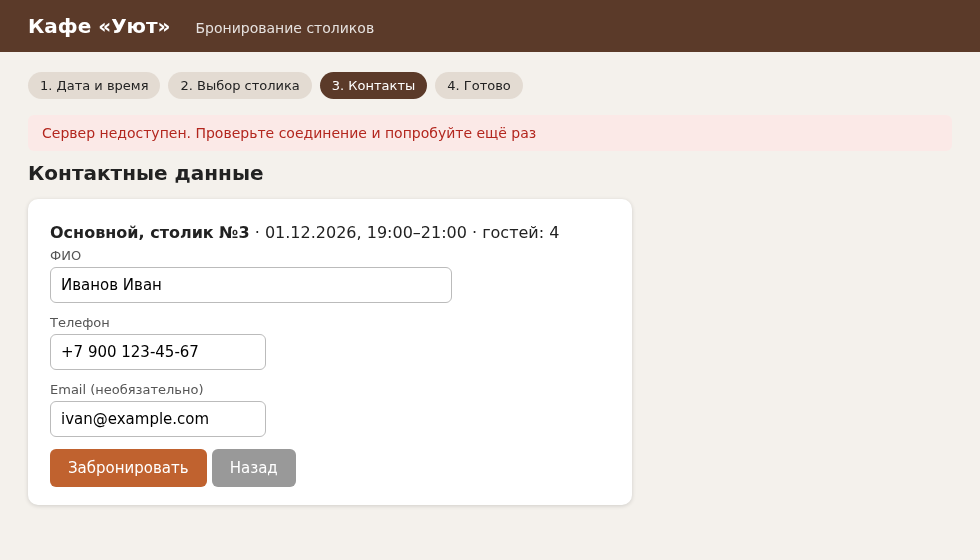 Кафе «Уют» Бронирование столиков
1. Дата и время 2. Выбор столика 3. Контакты 4. Готово
Сервер недоступен. Проверьте соединение и попробуйте ещё раз
Контактные данные
Основной, столик №3 · 01.12.2026, 19:00–21:00 · гостей: 4
ФИО
Иванов Иван
Телефон
+7 900 123-45-67
Email (необязательно)
ivan@example.com
Забронировать Назад